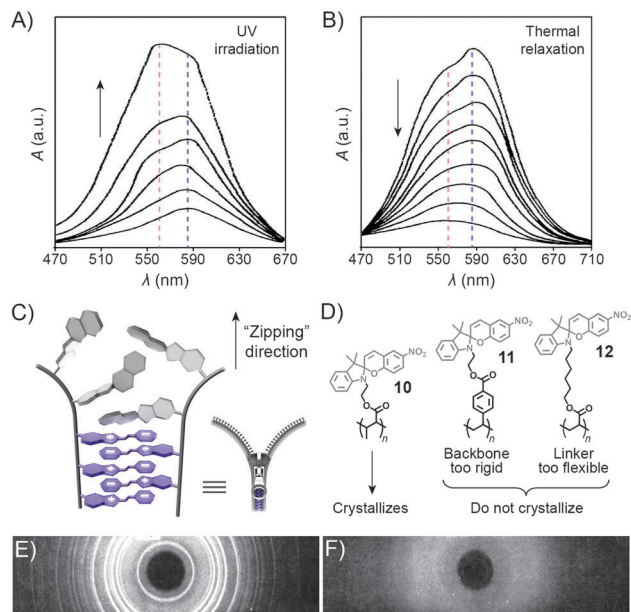 A)
UV
irradiation
A (a.u.)
470 510 550 590 630 670
λ (nm)
B)
Thermal
relaxation
A (a.u.)
470 510 550 590 630 670 710
λ (nm)
C)
"Zipping"
direction
D)
NO₂
NO₂
NO₂
N O
N O
N O
10
11
12
O
O
n
O
O
n
O
O
n
Backbone
too rigid
Linker
too flexible
Crystallizes
Do not crystallize
E)
F)